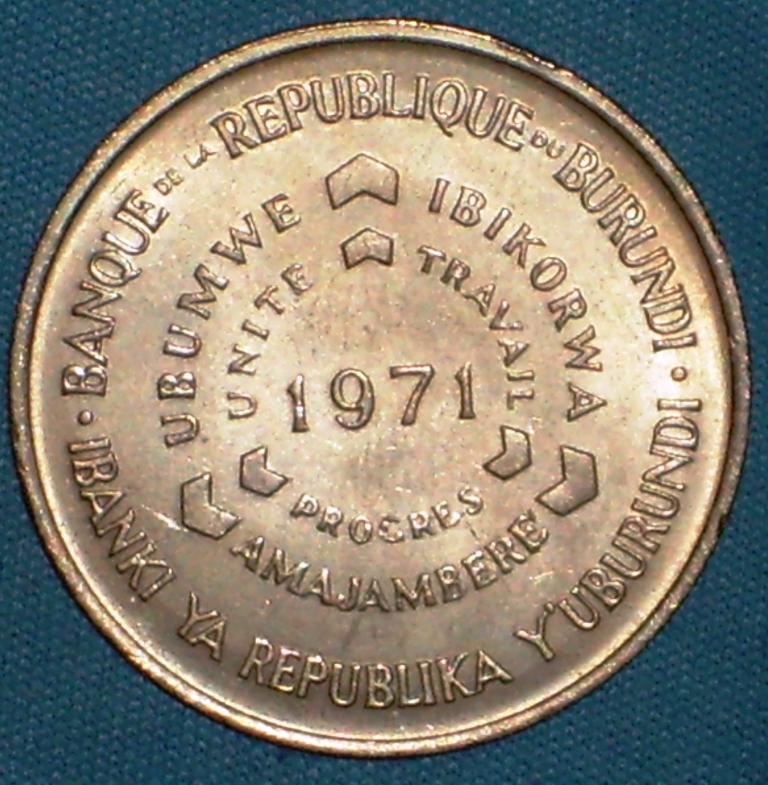 BANQUE DE LA REPUBLIQUE DU BURUNDI ·
IBANKI YA REPUBLIKA Y'UBURUNDI ·
UBUMWE IBIKORWA
AMAJAMBERE
UNITE TRAVAIL
PROGRES
1971